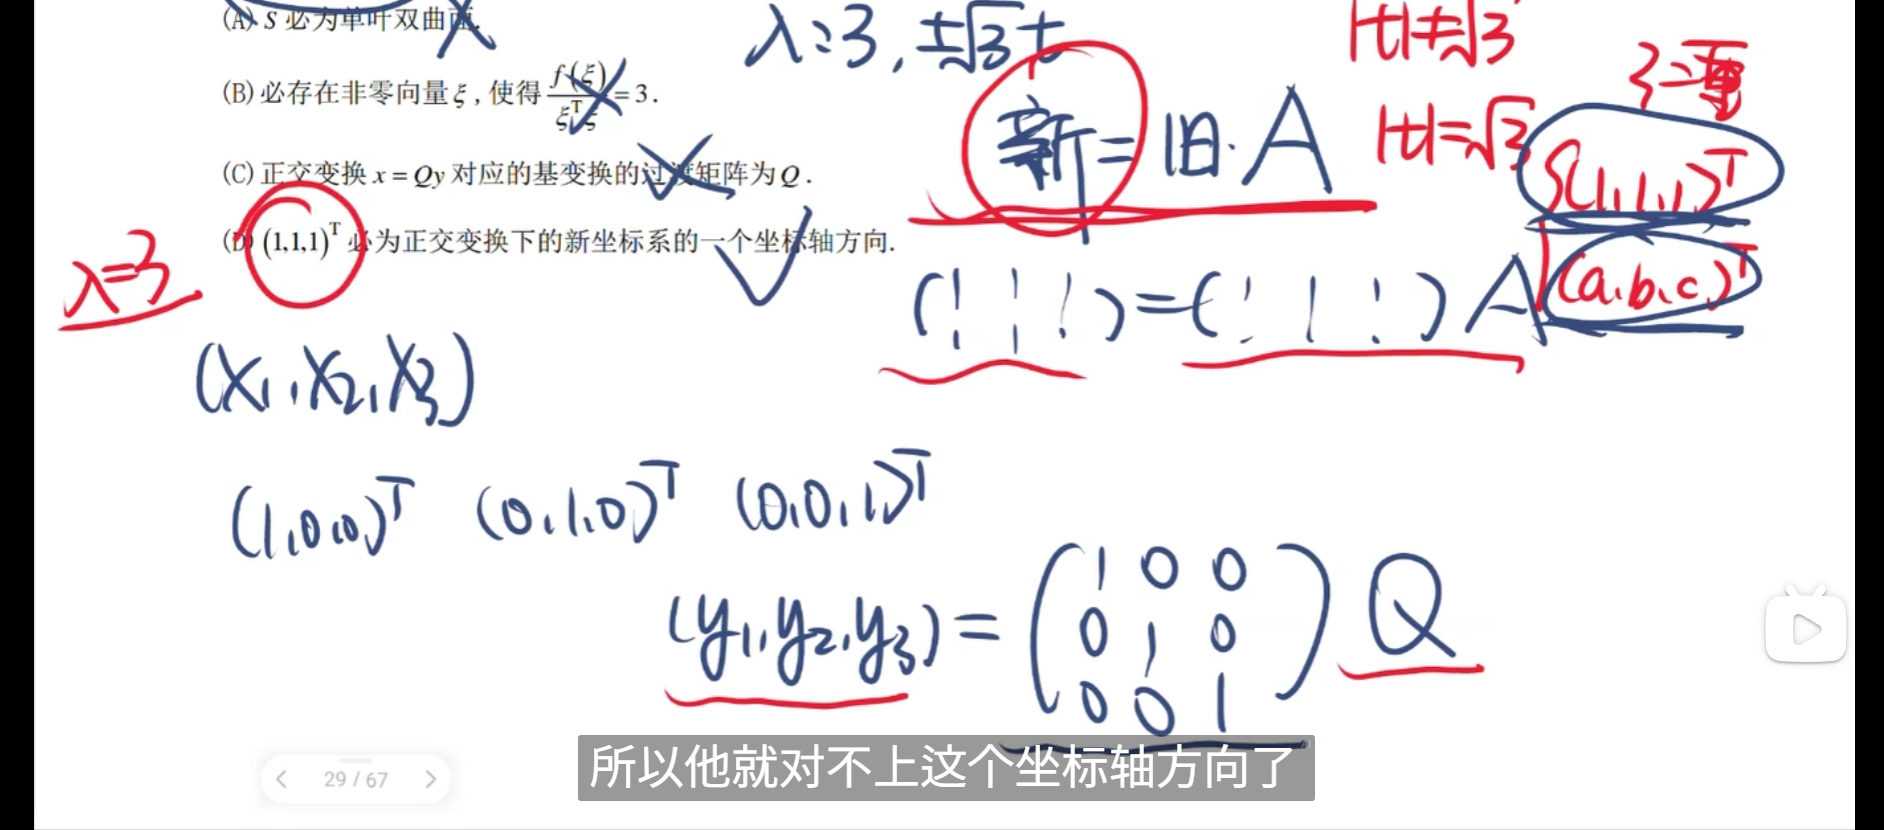 (A) S 必为单叶双曲面.
λ=3, ±√3 t
|t|≠√3
(B) 必存在非零向量 ξ , 使得 f(ξ)/ξᵀξ = 3 .
新=旧·A
|t|=√3
3二重
(C) 正交变换 x = Qy 对应的基变换的过渡矩阵为 Q .
(1,1,1)ᵀ
(D) (1,1,1)ᵀ 必为正交变换下的新坐标系的一个坐标轴方向.
λ=3
( ¦ ¦ ¦ )=( ¦ ¦ ¦ ) A
(a,b,c)ᵀ
(x₁,x₂,x₃)
(1,0,0)ᵀ (0,1,0)ᵀ (0,0,1)ᵀ
1 0 0
(y₁,y₂,y₃) = ( 0 1 0 ) Q
0 0 1
所以他就对不上这个坐标轴方向了
29 / 67